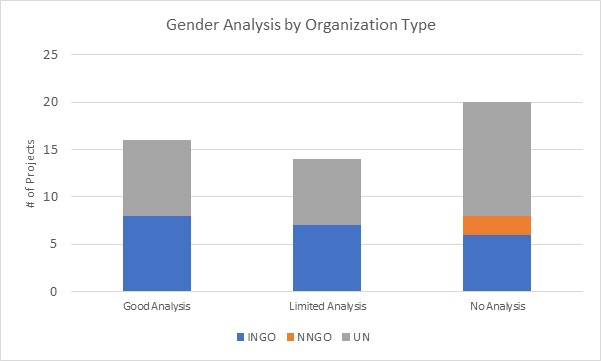 Gender Analysis by Organization Type
25
20
15
10
5
0
# of Projects
Good Analysis
Limited Analysis
No Analysis
INGO NNGO UN